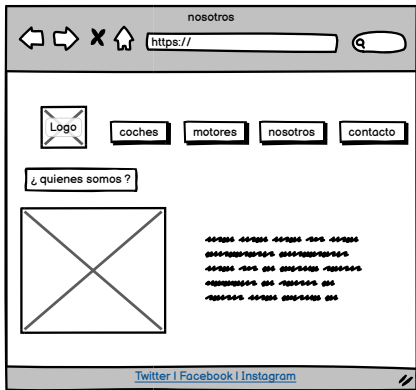 nosotros
https://
Logo
coches
motores
nosotros
contacto
¿ quienes somos ?
Twitter | Facebook | Instagram